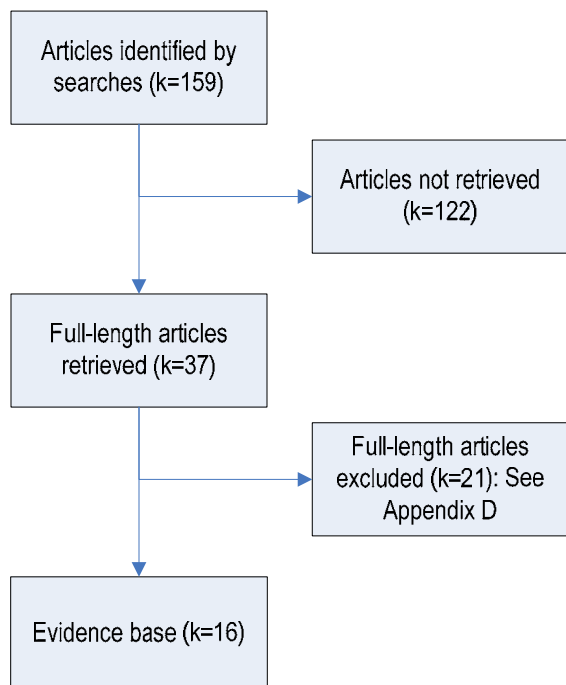 Articles identified by
searches (k=159)
Articles not retrieved
(k=122)
Full-length articles
retrieved (k=37)
Full-length articles
excluded (k=21): See
Appendix D
Evidence base (k=16)